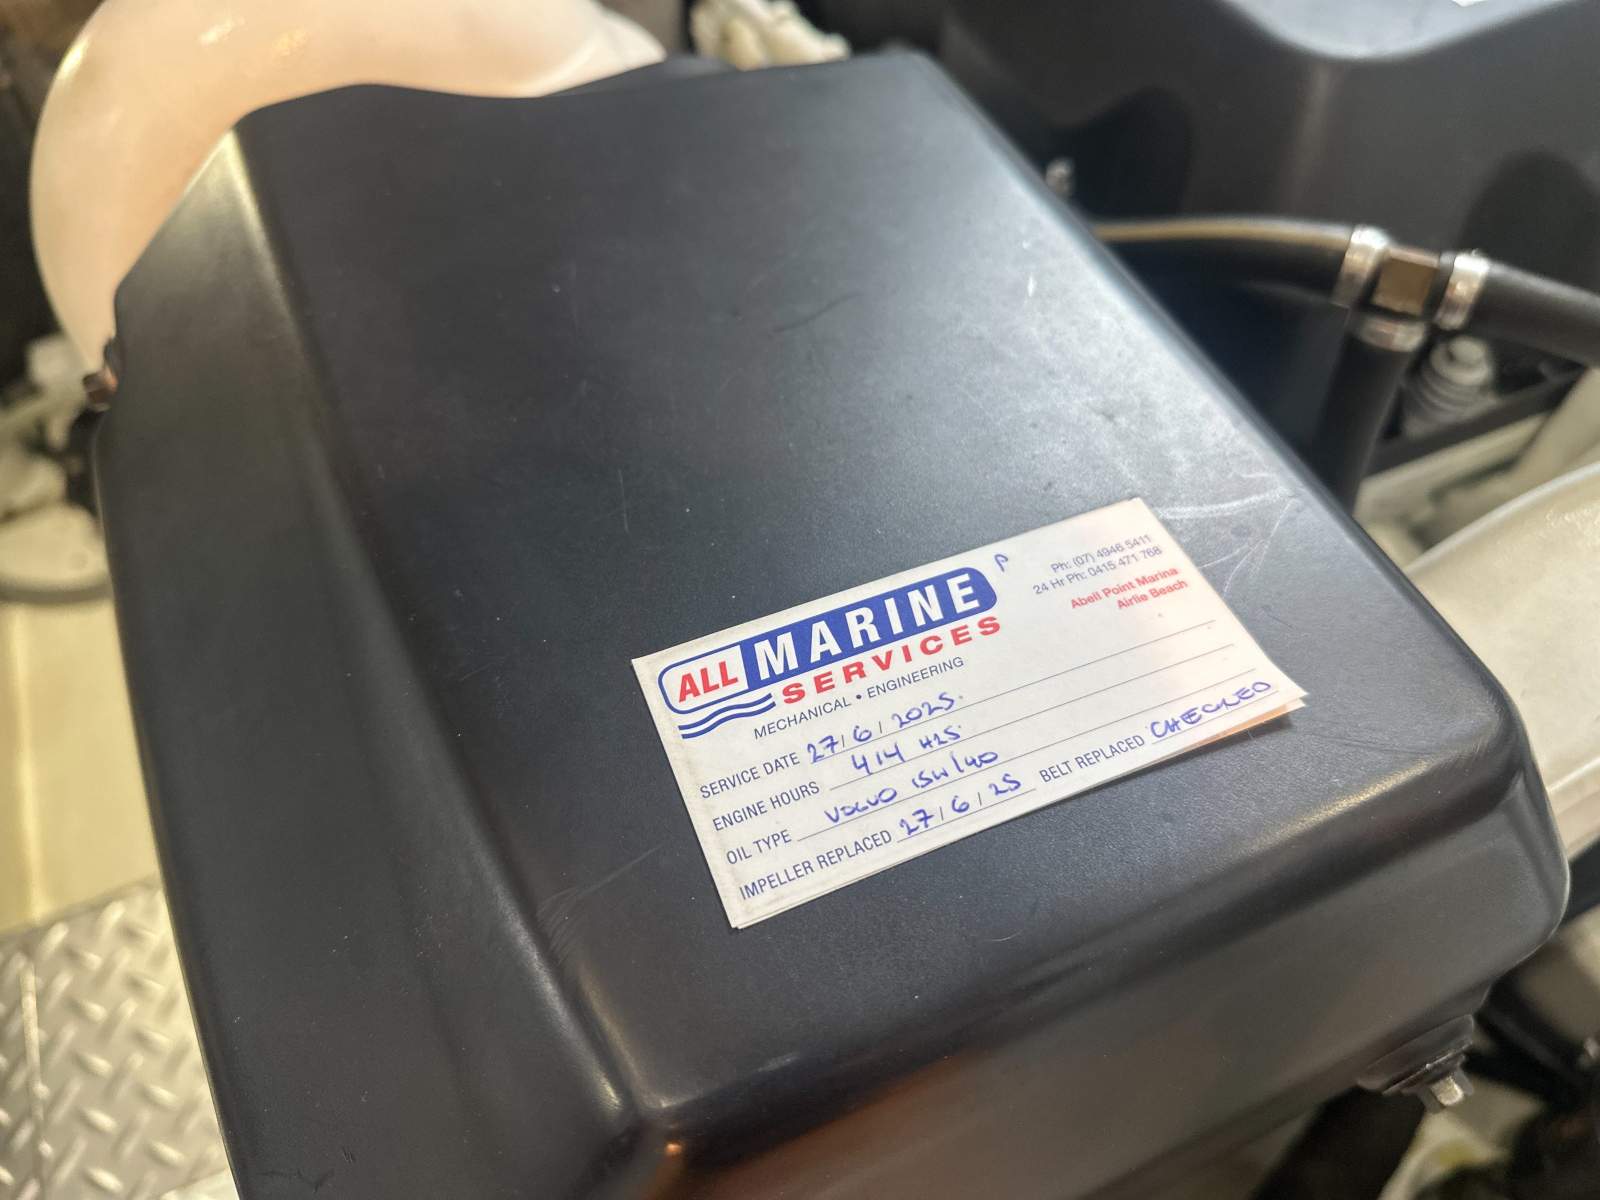 ALL MARINE
SERVICES
MECHANICAL • ENGINEERING
P
Ph: (07) 4946 5411
24 Hr Ph: 0415 471 768
Abell Point Marina
Airlie Beach
SERVICE DATE 27/6/2025.
ENGINE HOURS 414 HRS
OIL TYPE VOLVO 15W/40
IMPELLER REPLACED 27/6/25 BELT REPLACED CHECKED